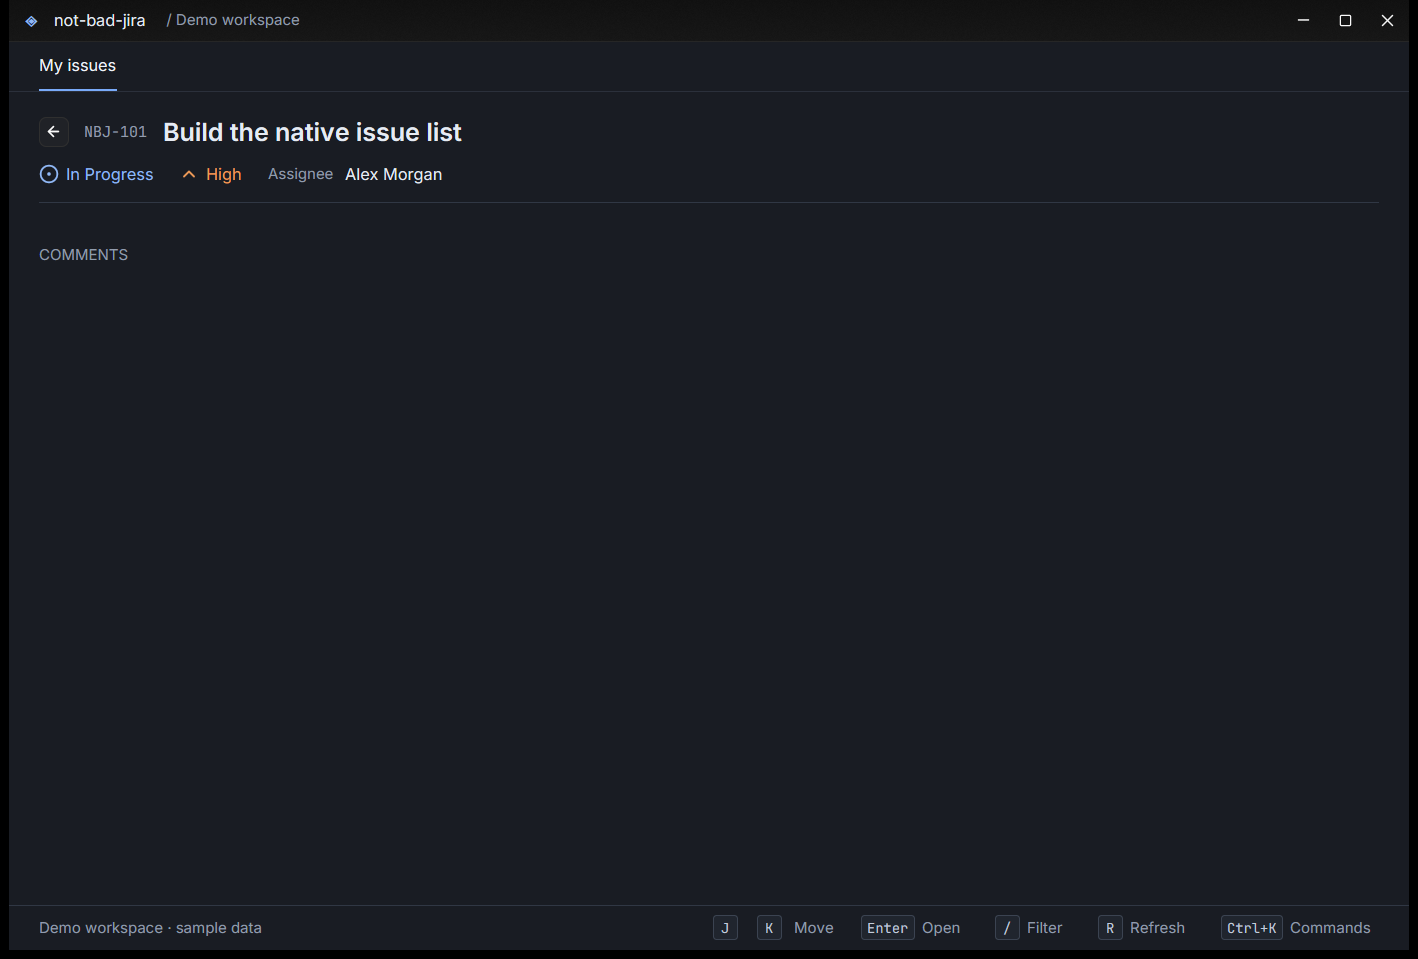 not-bad-jira / Demo workspace
My issues
NBJ-101 Build the native issue list
In Progress High Assignee Alex Morgan
COMMENTS
Demo workspace · sample data J K Move Enter Open / Filter R Refresh Ctrl+K Commands